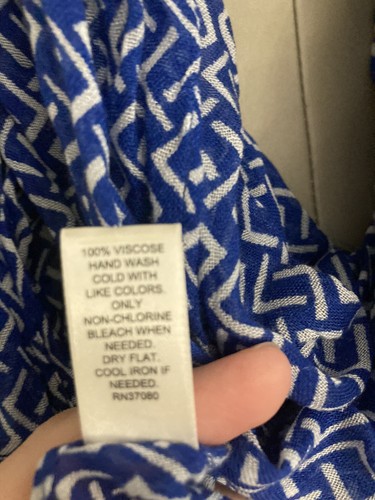 100% VISCOSE
HAND WASH
COLD WITH
LIKE COLORS.
ONLY
NON-CHLORINE
BLEACH WHEN
NEEDED.
DRY FLAT.
COOL IRON IF
NEEDED.
RN37080